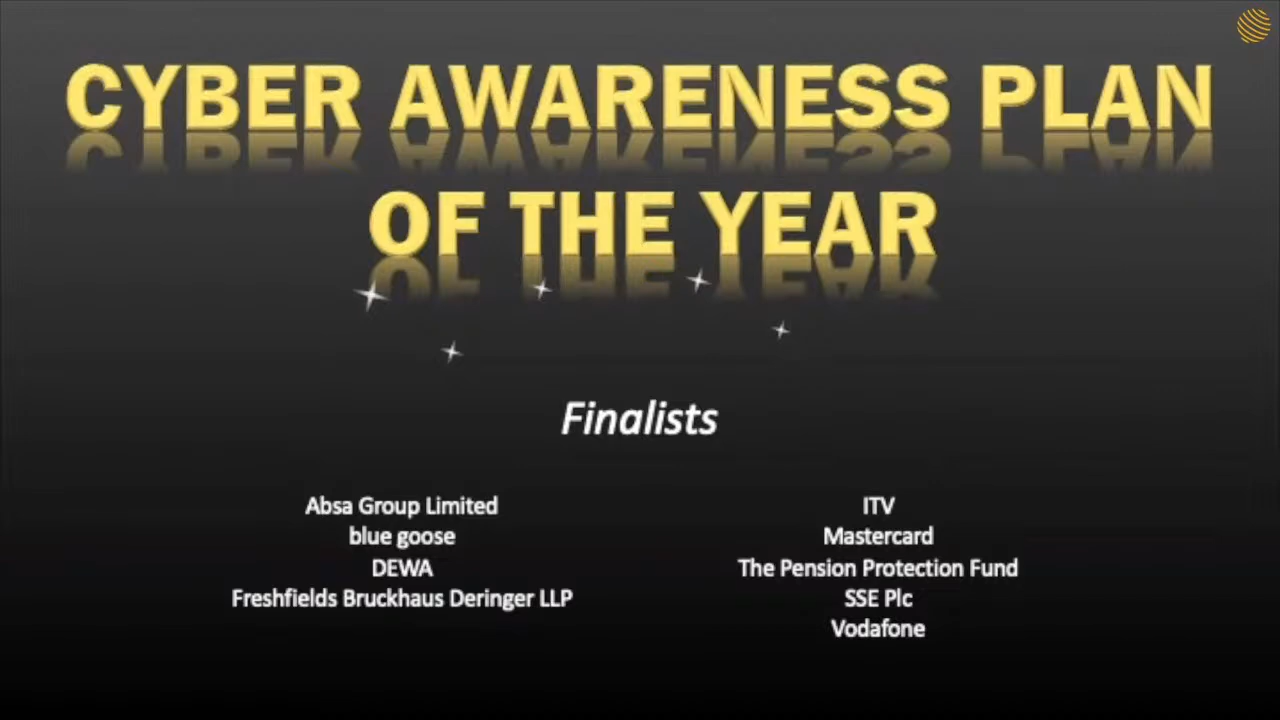 CYBER AWARENESS PLAN
OF THE YEAR
Finalists
Absa Group Limited
blue goose
DEWA
Freshfields Bruckhaus Deringer LLP
ITV
Mastercard
The Pension Protection Fund
SSE Plc
Vodafone